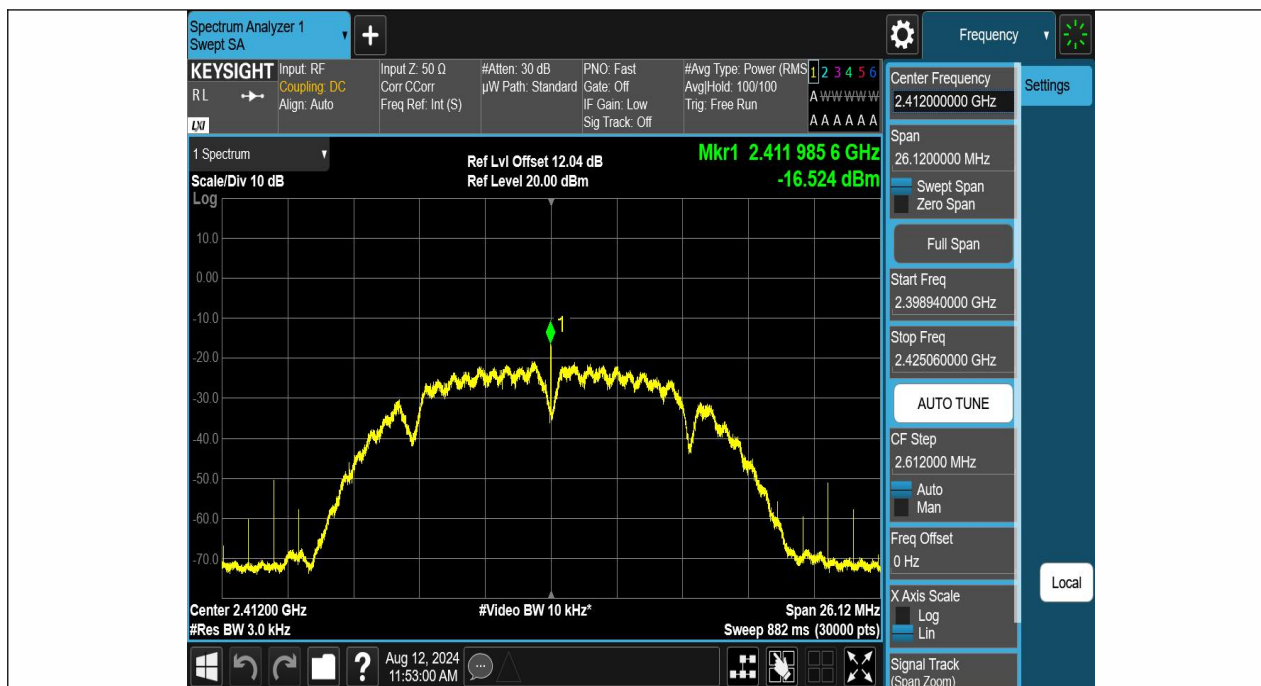 Spectrum Analyzer 1
Swept SA
+
Frequency
KEYSIGHT
RL
LXI
Input: RF
Coupling: DC
Align: Auto
Input Z: 50 Ω
Corr CCorr
Freq Ref: Int (S)
#Atten: 30 dB
µW Path: Standard
PNO: Fast
Gate: Off
IF Gain: Low
Sig Track: Off
#Avg Type: Power (RMS
Avg|Hold: 100/100
Trig: Free Run
1 2 3 4 5 6
A W W W W W
A A A A A A
1 Spectrum
Scale/Div 10 dB
Log
Ref Lvl Offset 12.04 dB
Ref Level 20.00 dBm
Mkr1 2.411 985 6 GHz
-16.524 dBm
10.0
0.00
-10.0
-20.0
-30.0
-40.0
-50.0
-60.0
-70.0
1
Center 2.41200 GHz
#Res BW 3.0 kHz
#Video BW 10 kHz*
Span 26.12 MHz
Sweep 882 ms (30000 pts)
?
Aug 12, 2024
11:53:00 AM
Center Frequency
2.412000000 GHz
Settings
Span
26.1200000 MHz
Swept Span
Zero Span
Full Span
Start Freq
2.398940000 GHz
Stop Freq
2.425060000 GHz
AUTO TUNE
CF Step
2.612000 MHz
Auto
Man
Freq Offset
0 Hz
Local
X Axis Scale
Log
Lin
Signal Track
(Span Zoom)